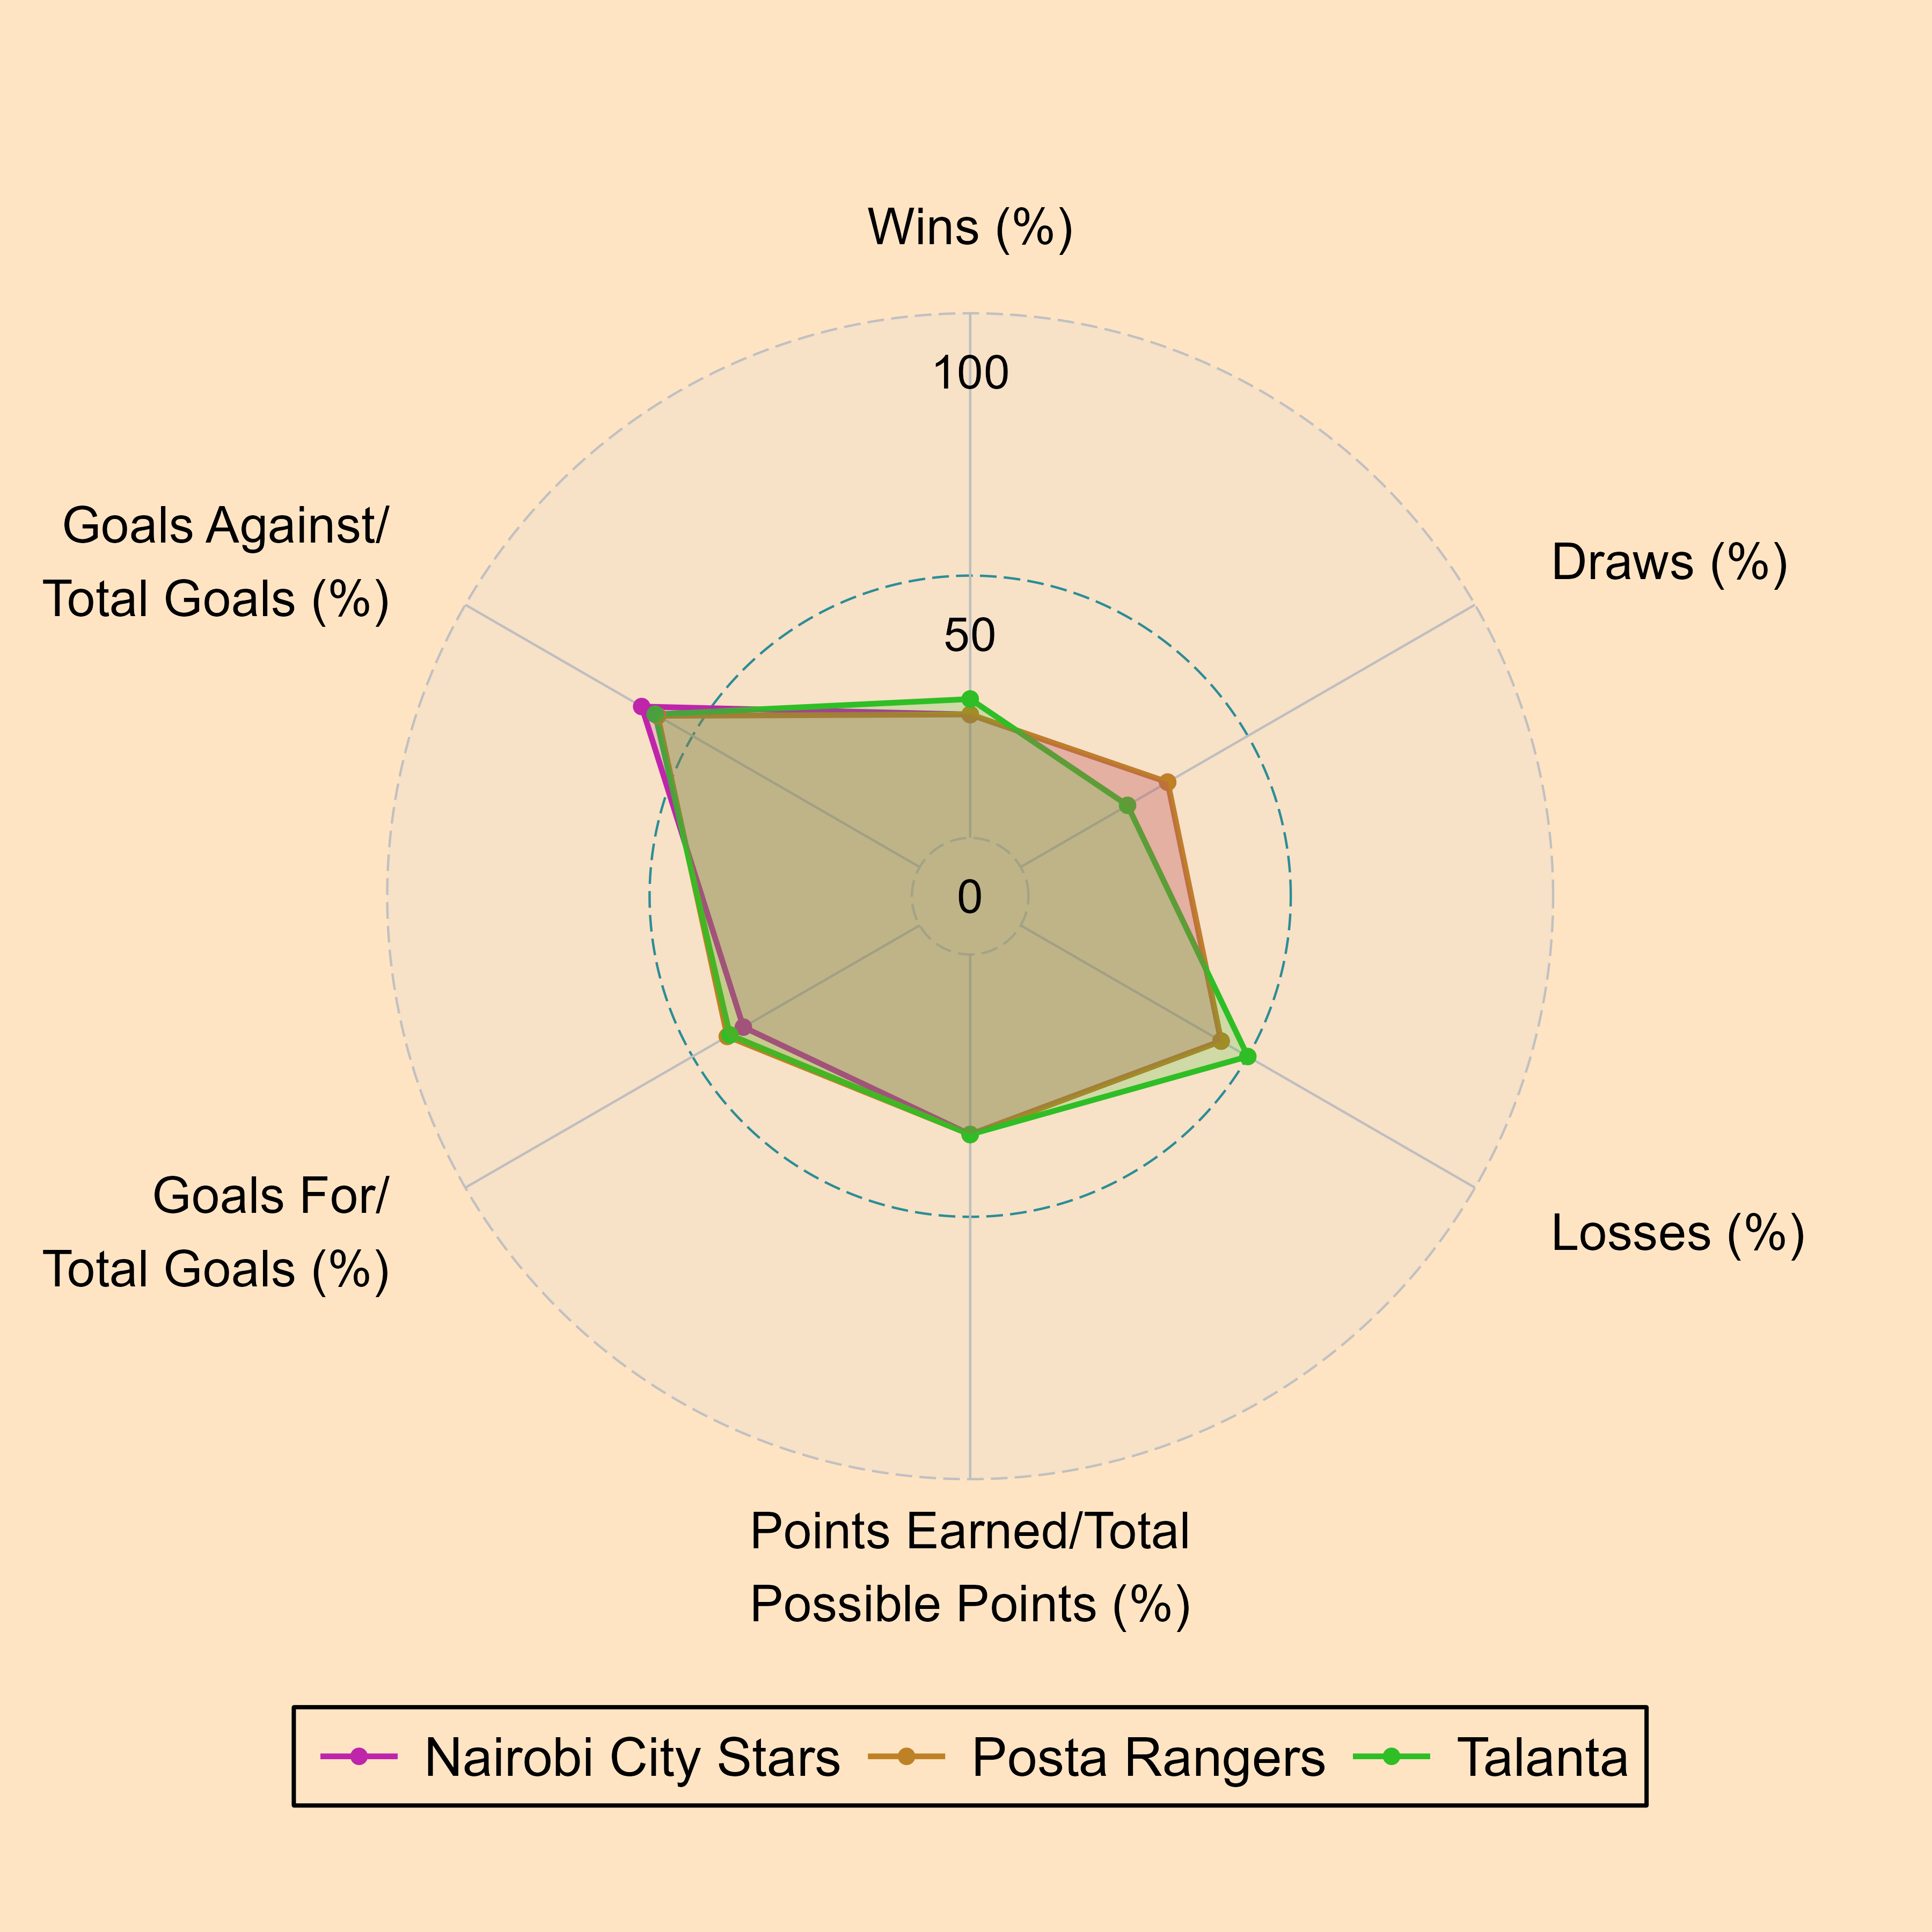 Wins (%)
100
Goals Against/
Total Goals (%)
Draws (%)
50
0
Goals For/
Total Goals (%)
Losses (%)
Points Earned/Total
Possible Points (%)
Nairobi City Stars
Posta Rangers
Talanta